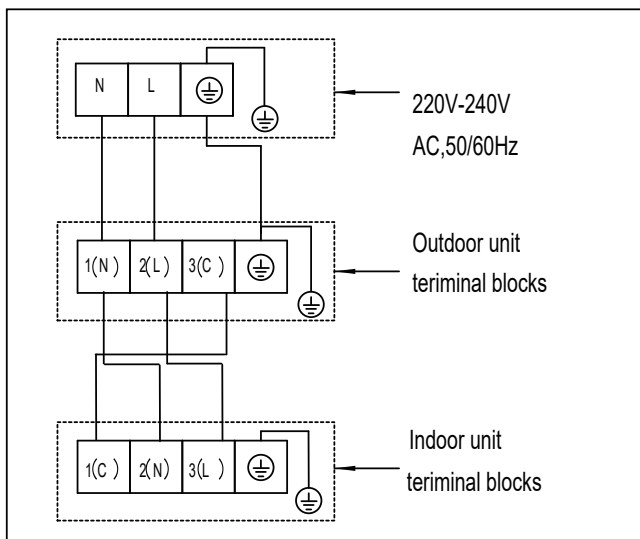 N L
220V-240V
AC,50/60Hz
1(N) 2(L) 3(C)
Outdoor unit
teriminal blocks
1(C) 2(N) 3(L)
Indoor unit
teriminal blocks